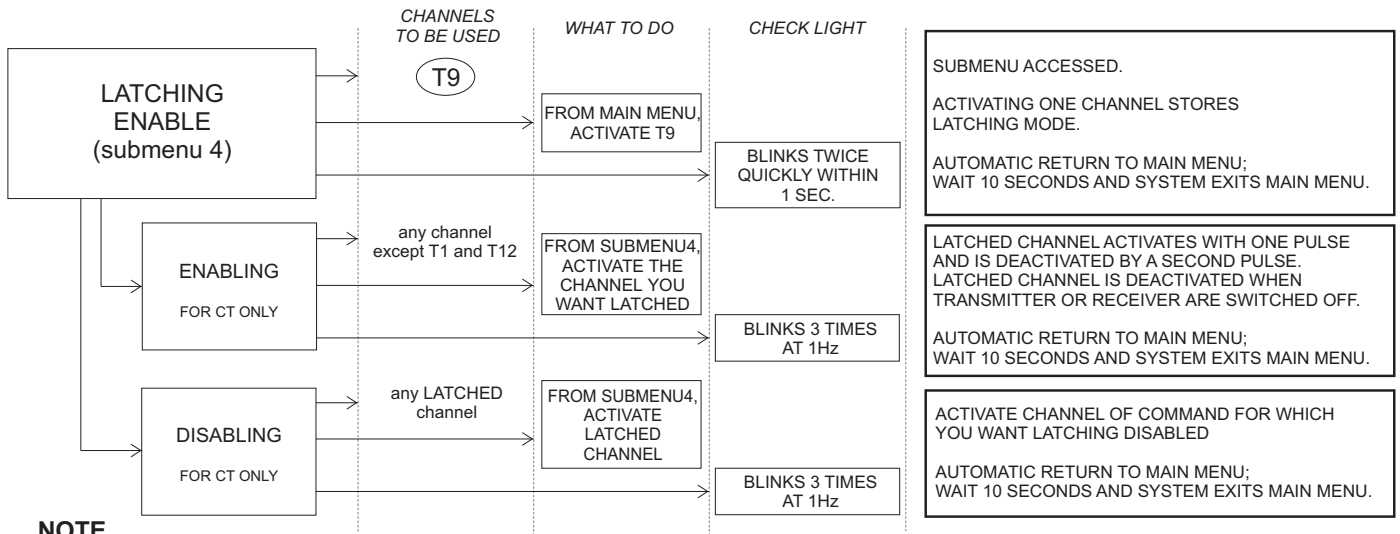 CHANNELS
TO BE USED
WHAT TO DO
CHECK LIGHT
LATCHING
ENABLE
(submenu 4)
T9
FROM MAIN MENU,
ACTIVATE T9
BLINKS TWICE
QUICKLY WITHIN
1 SEC.
SUBMENU ACCESSED.
ACTIVATING ONE CHANNEL STORES
LATCHING MODE.
AUTOMATIC RETURN TO MAIN MENU;
WAIT 10 SECONDS AND SYSTEM EXITS MAIN MENU.
ENABLING
FOR CT ONLY
any channel
except T1 and T12
FROM SUBMENU4,
ACTIVATE THE
CHANNEL YOU
WANT LATCHED
BLINKS 3 TIMES
AT 1Hz
LATCHED CHANNEL ACTIVATES WITH ONE PULSE
AND IS DEACTIVATED BY A SECOND PULSE.
LATCHED CHANNEL IS DEACTIVATED WHEN
TRANSMITTER OR RECEIVER ARE SWITCHED OFF.
AUTOMATIC RETURN TO MAIN MENU;
WAIT 10 SECONDS AND SYSTEM EXITS MAIN MENU.
DISABLING
FOR CT ONLY
any LATCHED
channel
FROM SUBMENU4,
ACTIVATE
LATCHED
CHANNEL
BLINKS 3 TIMES
AT 1Hz
ACTIVATE CHANNEL OF COMMAND FOR WHICH
YOU WANT LATCHING DISABLED
AUTOMATIC RETURN TO MAIN MENU;
WAIT 10 SECONDS AND SYSTEM EXITS MAIN MENU.
NOTE